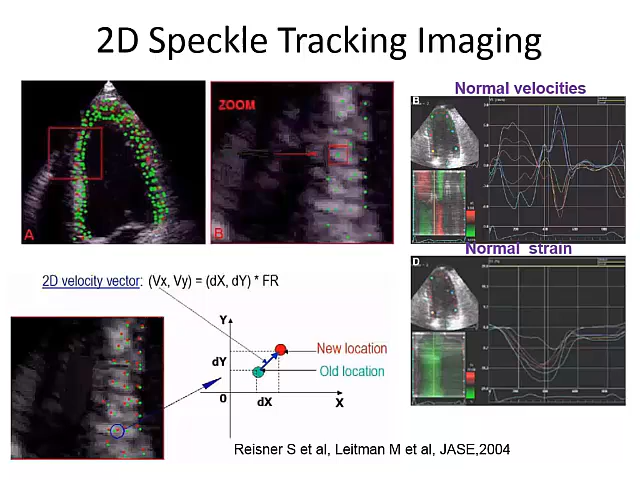 2D Speckle Tracking Imaging
ZOOM
A
B
Normal velocities
B
Normal strain
D
2D velocity vector: (Vx, Vy) = (dX, dY) * FR
Y
New location
dY
Old location
0
dX
X
Reisner S et al, Leitman M et al, JASE,2004